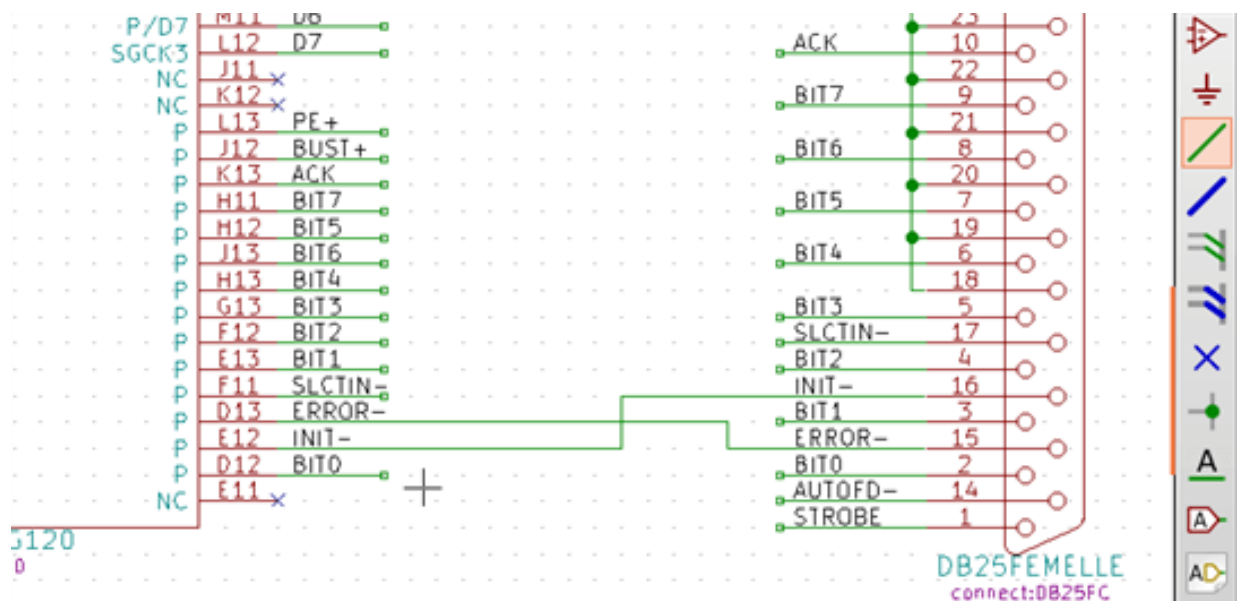 P/D7 M11 D6
SGCK3 L12 D7
NC J11
NC K12
P L13 PE+
P J12 BUST+
P K13 ACK
P H11 BIT7
P H12 BIT5
P J13 BIT6
P H13 BIT4
P G13 BIT3
P F12 BIT2
P E13 BIT1
P F11 SLCTIN-
P D13 ERROR-
P E12 INIT-
P D12 BIT0
NC E11
G120
23
ACK 10
22
BIT7 9
21
BIT6 8
20
BIT5 7
19
BIT4 6
18
BIT3 5
SLCTIN- 17
BIT2 4
INIT- 16
BIT1 3
ERROR- 15
BIT0 2
AUTOFD- 14
STROBE 1
DB25FEMELLE
connect:DB25FC
A
A
AD